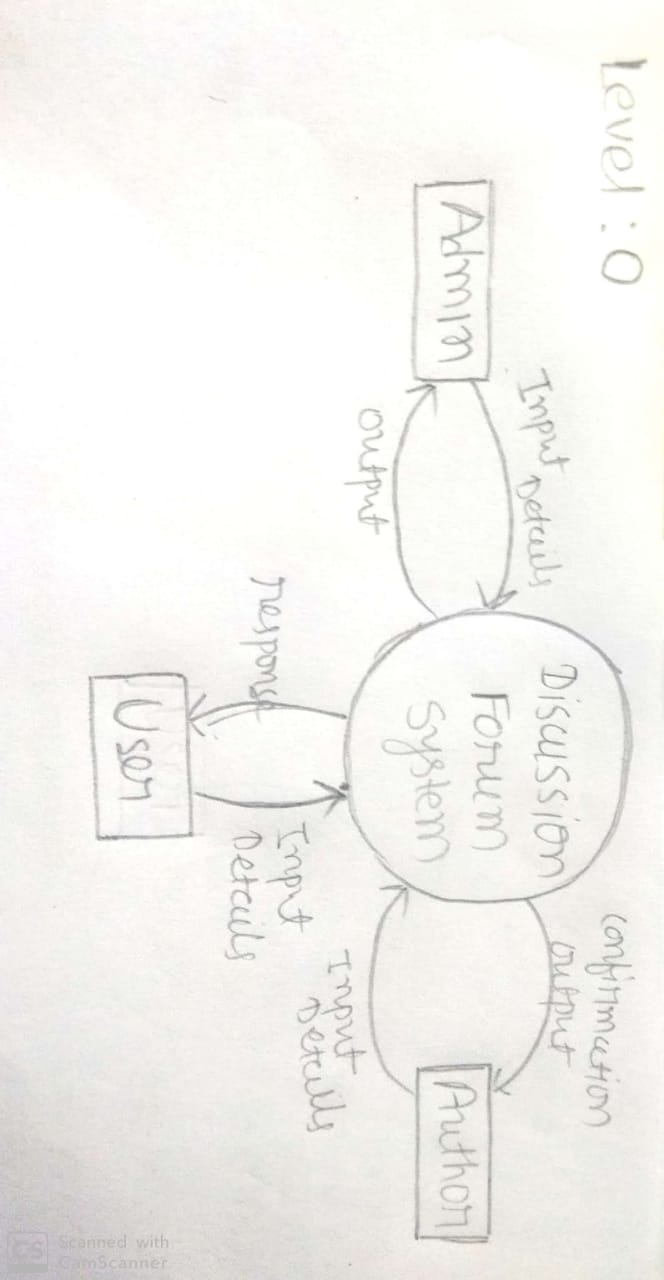 Level : 0
Admin
Input Details
output
Discussion
Forum
System
confirmation
output
Author
Input
Details
response
Input
Details
User
CS
Scanned with
CamScanner